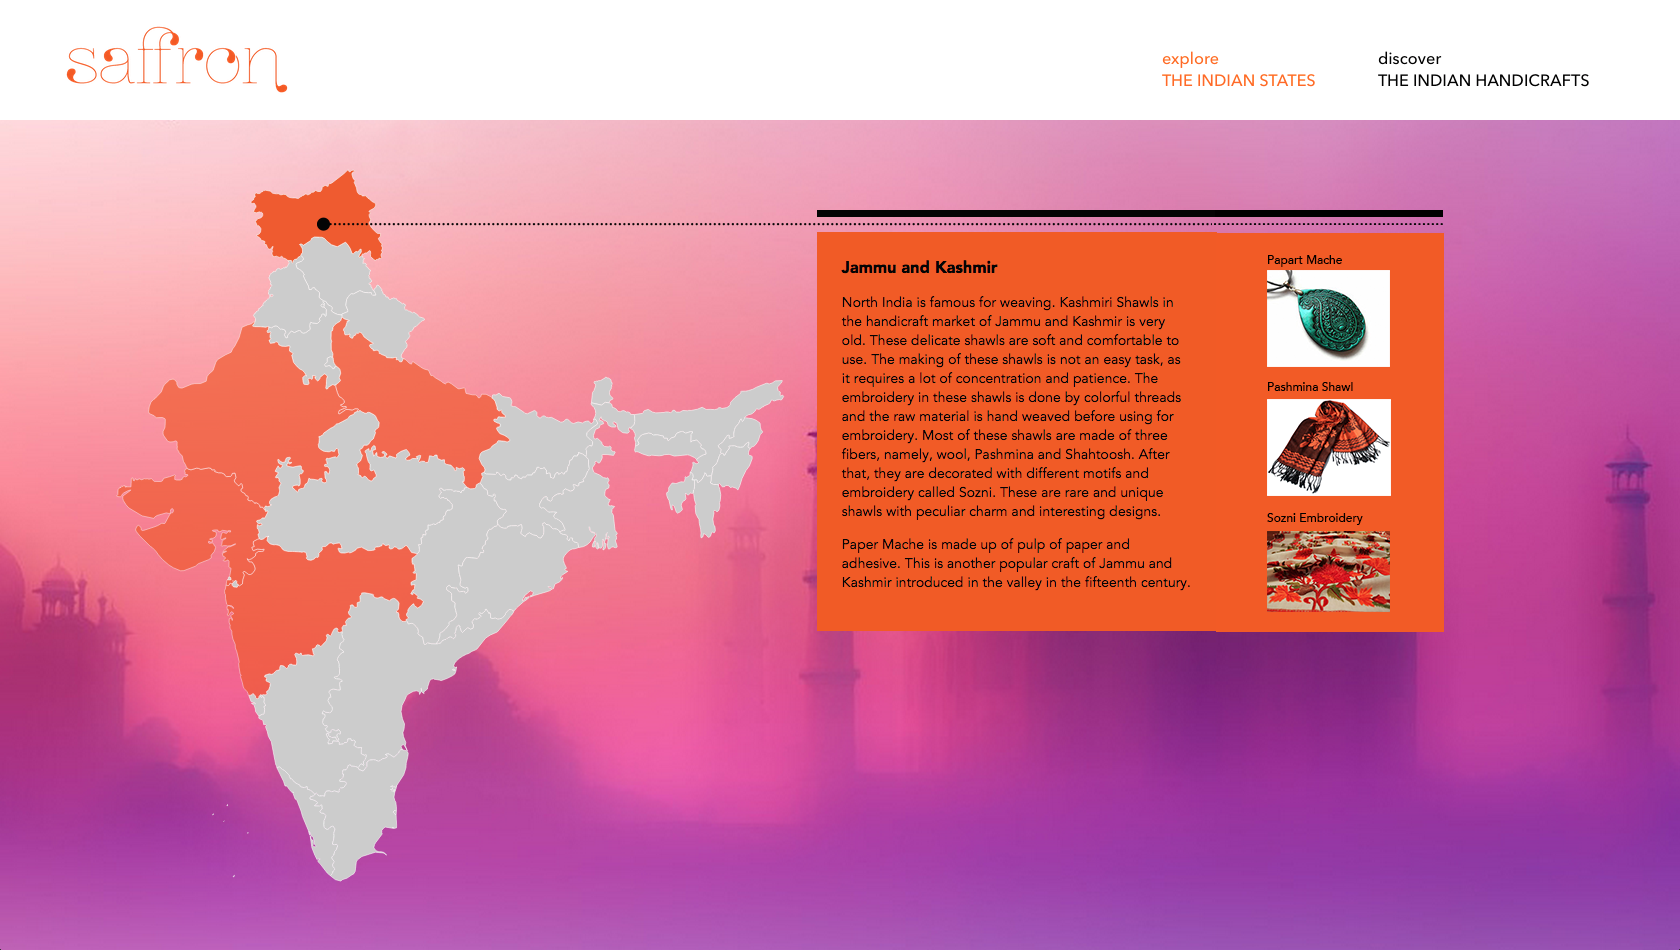 saffron
explore
THE INDIAN STATES
discover
THE INDIAN HANDICRAFTS
Jammu and Kashmir
North India is famous for weaving. Kashmiri Shawls in
the handicraft market of Jammu and Kashmir is very
old. These delicate shawls are soft and comfortable to
use. The making of these shawls is not an easy task, as
it requires a lot of concentration and patience. The
embroidery in these shawls is done by colorful threads
and the raw material is hand weaved before using for
embroidery. Most of these shawls are made of three
fibers, namely, wool, Pashmina and Shahtoosh. After
that, they are decorated with different motifs and
embroidery called Sozni. These are rare and unique
shawls with peculiar charm and interesting designs.
Paper Mache is made up of pulp of paper and
adhesive. This is another popular craft of Jammu and
Kashmir introduced in the valley in the fifteenth century.
Papart Mache
Pashmina Shawl
Sozni Embroidery